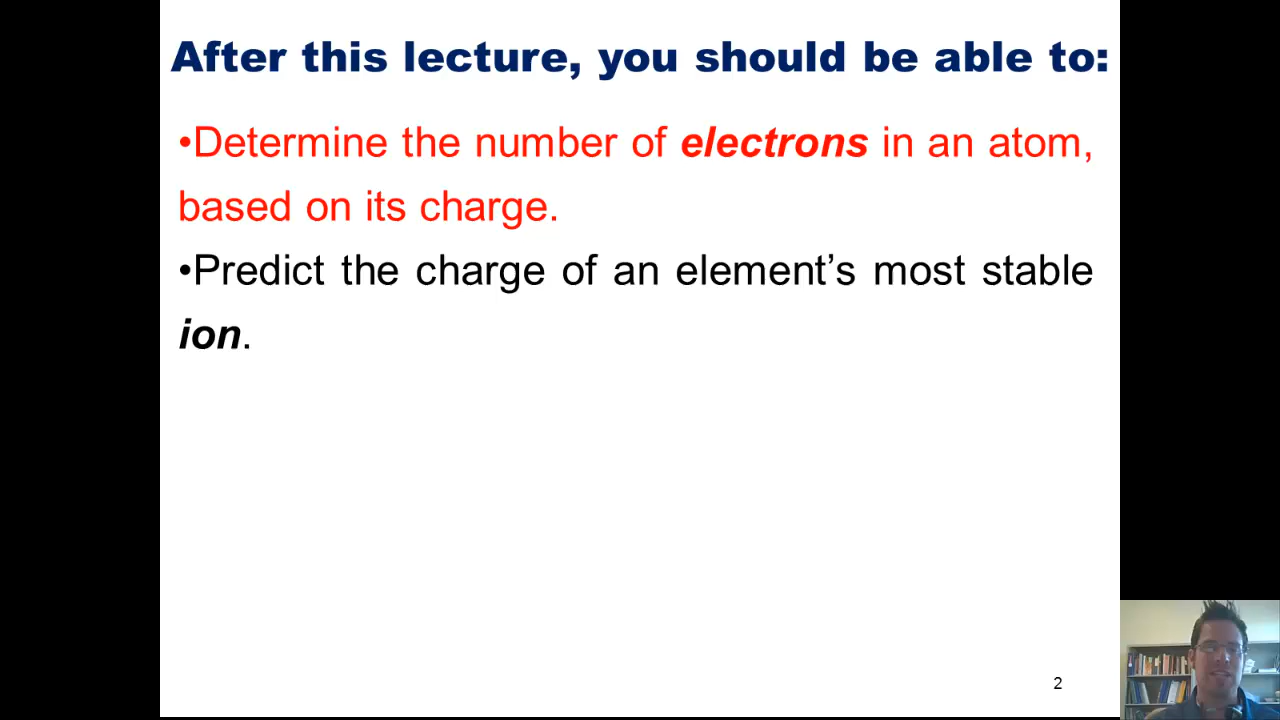 After this lecture, you should be able to:
•Determine the number of electrons in an atom,
based on its charge.
•Predict the charge of an element’s most stable
ion.
2